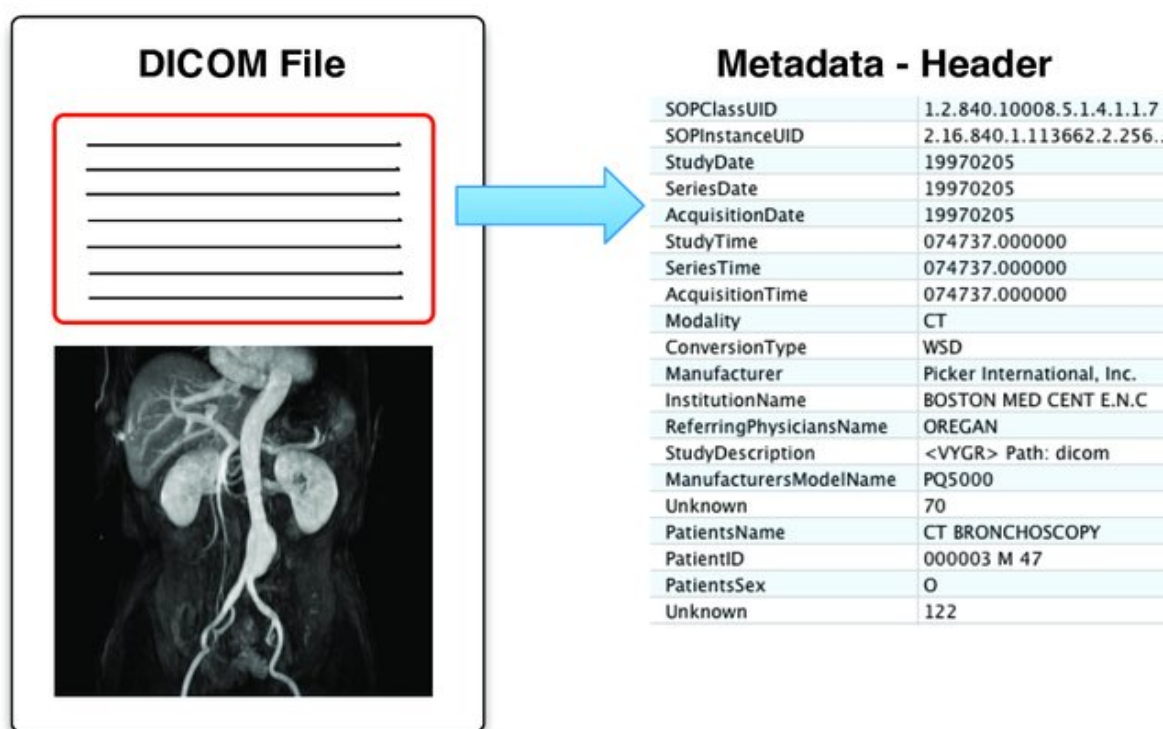 DICOM File
Metadata - Header
SOPClassUID 1.2.840.10008.5.1.4.1.1.7
SOPInstanceUID 2.16.840.1.113662.2.256..
StudyDate 19970205
SeriesDate 19970205
AcquisitionDate 19970205
StudyTime 074737.000000
SeriesTime 074737.000000
AcquisitionTime 074737.000000
Modality CT
ConversionType WSD
Manufacturer Picker International, Inc.
InstitutionName BOSTON MED CENT E.N.C
ReferringPhysiciansName OREGAN
StudyDescription <VYGR> Path: dicom
ManufacturersModelName PQ5000
Unknown 70
PatientsName CT BRONCHOSCOPY
PatientID 000003 M 47
PatientsSex O
Unknown 122